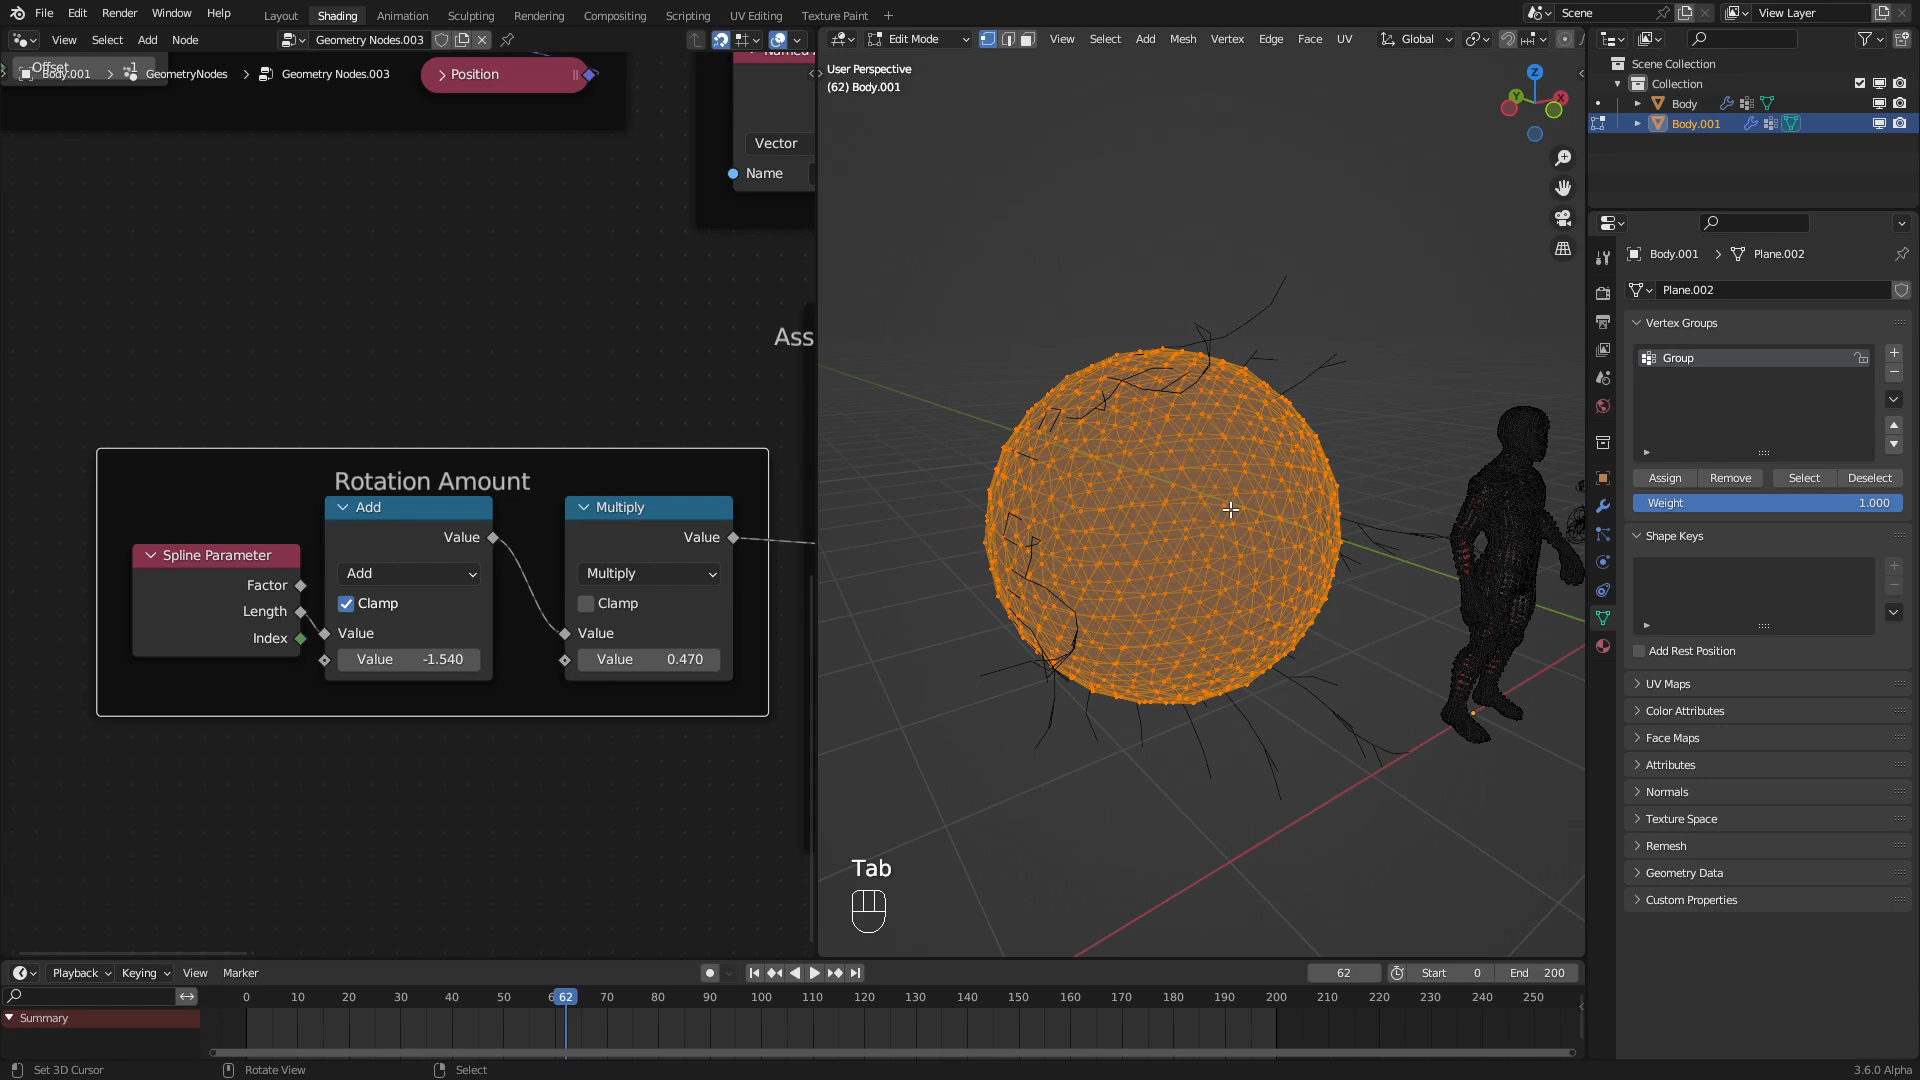 File Edit Render Window Help
Layout Shading Animation Sculpting Rendering Compositing Scripting UV Editing Texture Paint
Scene
View Layer
View Select Add Node
Geometry Nodes.003
Edit Mode
View Select Add Mesh Vertex Edge Face UV
Global
Offset -1
Body.001 GeometryNodes Geometry Nodes.003
Position
Vector
Name
User Perspective
(62) Body.001
Z
Y
X
Scene Collection
Collection
Body
Body.001
Body.001 Plane.002
Plane.002
Vertex Groups
Group
Assign Remove Select Deselect
Weight 1.000
Shape Keys
Add Rest Position
UV Maps
Color Attributes
Face Maps
Attributes
Normals
Texture Space
Remesh
Geometry Data
Custom Properties
Ass
Rotation Amount
Spline Parameter
Factor
Length
Index
Add
Value
Add
Clamp
Value
Value -1.540
Multiply
Value
Multiply
Clamp
Value
Value 0.470
Tab
Playback Keying View Marker
62
Start 0
End 200
0 10 20 30 40 50 62 70 80 90 100 110 120 130 140 150 160 170 180 190 200 210 220 230 240 250
Summary
Set 3D Cursor
Rotate View
Select
3.6.0 Alpha